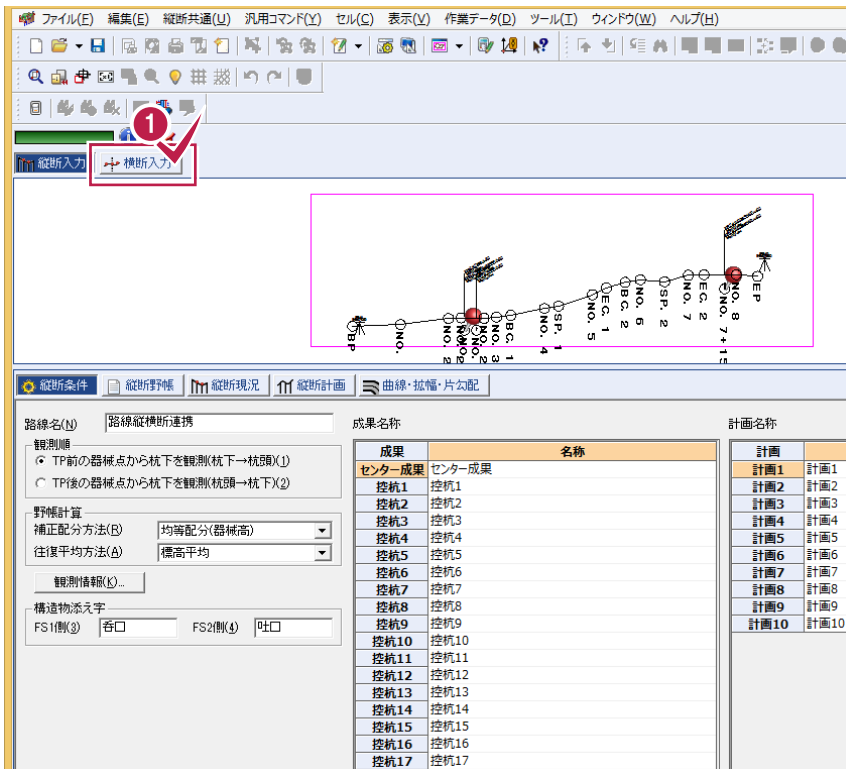 ファイル(F) 編集(E) 縦断共通(U) 汎用コマンド(Y) セル(C) 表示(V) 作業データ(D) ツール(T) ウィンドウ(W) ヘルプ(H)
1
縦断入力 横断入力
BP
NO.
NO. 2
NO. 2
NO. 2
NO. 3
BC. 1
NO. 4
SP. 1
NO. 5
EC. 1
BC. 2
NO. 6
SP. 2
NO. 7
EC. 2
NO. 7+15
NO. 8
EP
縦断条件 縦断野帳 縦断現況 縦断計画 曲線・拡幅・片勾配
路線名(N) 路線縦横断連携
観測順
TP前の器械点から杭下を観測(杭下→杭頭)(1)
TP後の器械点から杭下を観測(杭頭→杭下)(2)
野帳計算
補正配分方法(R) 均等配分(器械高)
往復平均方法(A) 標高平均
観測情報(K)...
構造物添え字
FS1側(3) 呑口 FS2側(4) 吐口
成果名称
成果 名称
センター成果 センター成果
控杭1 控杭1
控杭2 控杭2
控杭3 控杭3
控杭4 控杭4
控杭5 控杭5
控杭6 控杭6
控杭7 控杭7
控杭8 控杭8
控杭9 控杭9
控杭10 控杭10
控杭11 控杭11
控杭12 控杭12
控杭13 控杭13
控杭14 控杭14
控杭15 控杭15
控杭16 控杭16
控杭17 控杭17
計画名称
計画
計画1 計画1
計画2 計画2
計画3 計画3
計画4 計画4
計画5 計画5
計画6 計画6
計画7 計画7
計画8 計画8
計画9 計画9
計画10 計画10